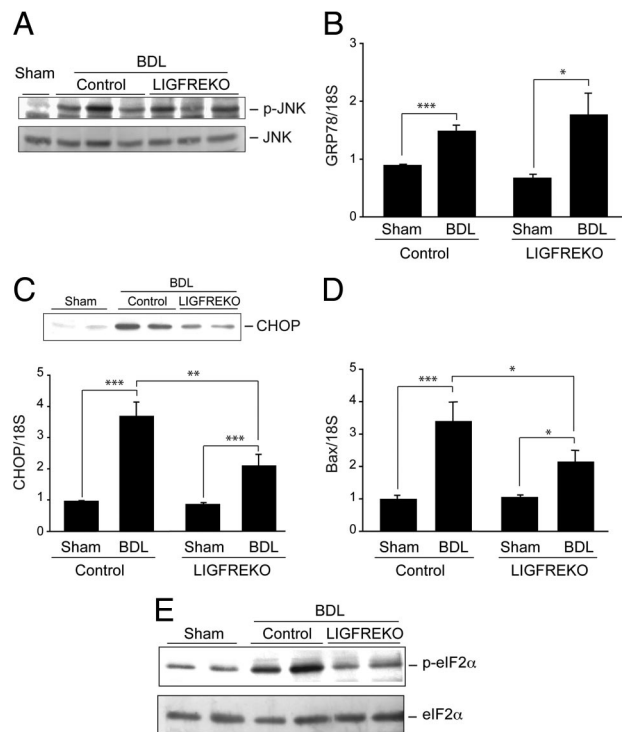 A
BDL
Sham
Control LIGFREKO
– p-JNK
– JNK
B
GRP78/18S
2
1
0
***
*
Sham BDL Sham BDL
Control LIGFREKO
C
BDL
Sham
Control LIGFREKO
– CHOP
CHOP/18S
5
4
3
2
1
0
***
**
***
Sham BDL Sham BDL
Control LIGFREKO
D
Bax/18S
5
4
3
2
1
0
***
*
*
Sham BDL Sham BDL
Control LIGFREKO
E
BDL
Sham Control LIGFREKO
– p-eIF2α
– eIF2α